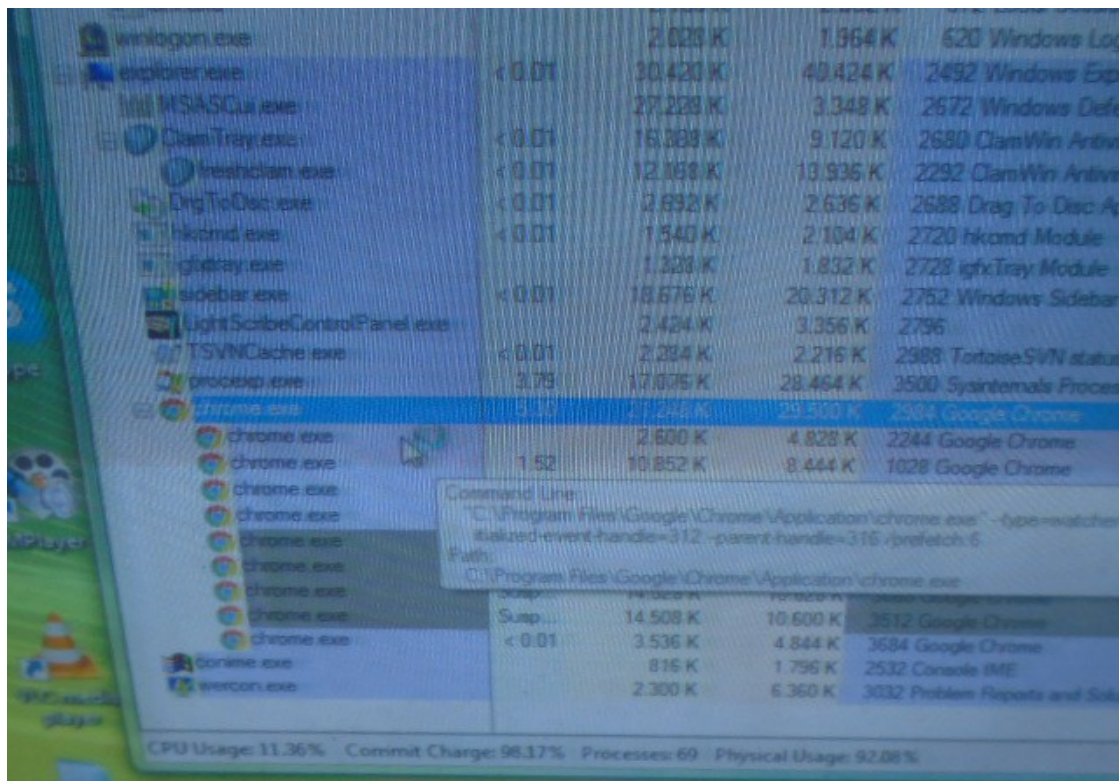 winlogon.exe 2.028 K 1.964 K 620 Windows Lo
explorer.exe < 0.01 30.420 K 40.424 K 2492 Windows Exp
MSASCui.exe 27.228 K 3.348 K 2672 Windows Defe
ClamTray.exe < 0.01 16.388 K 9.120 K 2680 ClamWin Antivi
freshclam.exe < 0.01 12.168 K 13.936 K 2292 ClamWin Antivi
DrgToDsc.exe < 0.01 2.692 K 2.636 K 2688 Drag To Disc A
hkcmd.exe < 0.01 1.540 K 2.104 K 2720 hkcmd Module
igfxtray.exe 1.328 K 1.832 K 2728 igfxTray Module
sidebar.exe < 0.01 18.676 K 20.312 K 2752 Windows Sideba
LightScribeControlPanel.exe 2.424 K 3.356 K 2796
TSVNCache.exe < 0.01 2.284 K 2.216 K 2988 TortoiseSVN status
procexp.exe 3.79 17.076 K 28.464 K 3500 Sysinternals Proce
chrome.exe 29.500 K 2984 Google Chrome
chrome.exe 2.600 K 4.828 K 2244 Google Chrome
chrome.exe 1.52 10.852 K 8.444 K 1028 Google Chrome
chrome.exe
chrome.exe
chrome.exe
chrome.exe
chrome.exe
chrome.exe Susp... 14.508 K 10.600 K 3512 Google Chrome
chrome.exe < 0.01 3.536 K 4.844 K 3684 Google Chrome
conime.exe 816 K 1.796 K 2532 Console IME
wercon.exe 2.300 K 6.360 K 3032 Problem Reports and Sol
Command Line:
"C:\Program Files\Google\Chrome\Application\chrome.exe" --type=watcher
itialized-event-handle=312 --parent-handle=316 /prefetch:6
Path:
C:\Program Files\Google\Chrome\Application\chrome.exe
CPU Usage: 11.36% Commit Charge: 98.17% Processes: 69 Physical Usage: 92.08%
VLC media
player